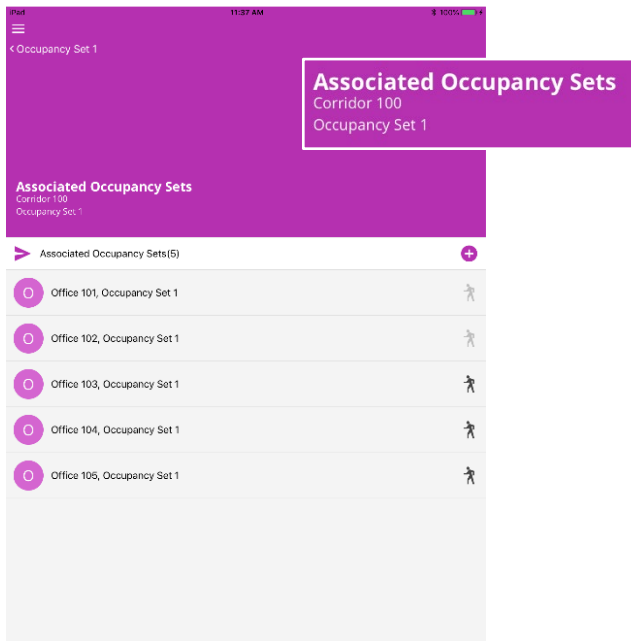 iPad 11:37 AM 100%
Occupancy Set 1
Associated Occupancy Sets
Corridor 100
Occupancy Set 1
Associated Occupancy Sets
Corridor 100
Occupancy Set 1
Associated Occupancy Sets(5)
O Office 101, Occupancy Set 1
O Office 102, Occupancy Set 1
O Office 103, Occupancy Set 1
O Office 104, Occupancy Set 1
O Office 105, Occupancy Set 1